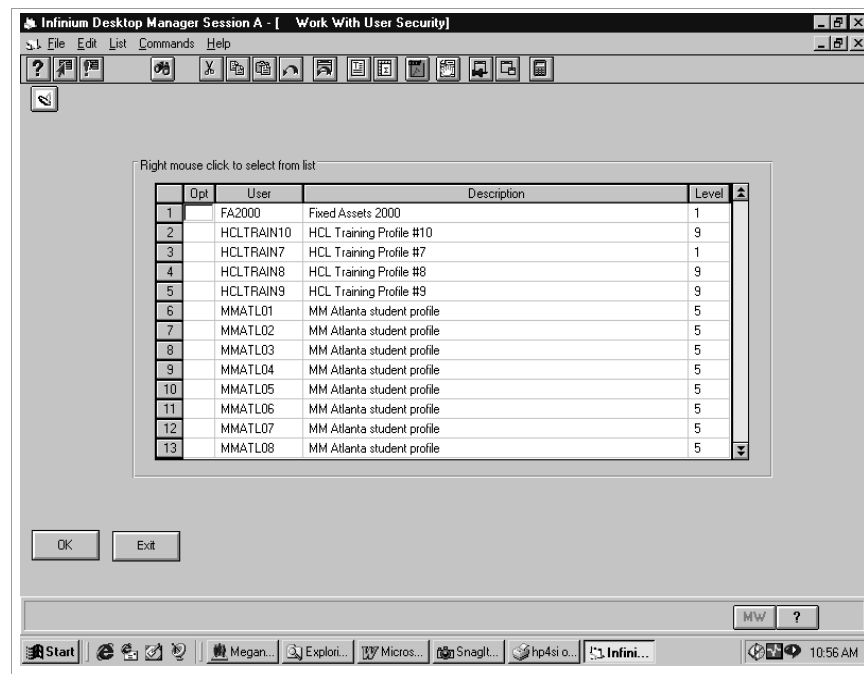 Infinium Desktop Manager Session A - [ Work With User Security]
File Edit List Commands Help
Right mouse click to select from list
Opt User Description Level
1 FA2000 Fixed Assets 2000 1
2 HCLTRAIN10 HCL Training Profile #10 9
3 HCLTRAIN7 HCL Training Profile #7 1
4 HCLTRAIN8 HCL Training Profile #8 9
5 HCLTRAIN9 HCL Training Profile #9 9
6 MMATL01 MM Atlanta student profile 5
7 MMATL02 MM Atlanta student profile 5
8 MMATL03 MM Atlanta student profile 5
9 MMATL04 MM Atlanta student profile 5
10 MMATL05 MM Atlanta student profile 5
11 MMATL06 MM Atlanta student profile 5
12 MMATL07 MM Atlanta student profile 5
13 MMATL08 MM Atlanta student profile 5
OK Exit
MW ?
Start Megan... Explori... Micros... SnagIt... hp4si o... Infini... 10:56 AM